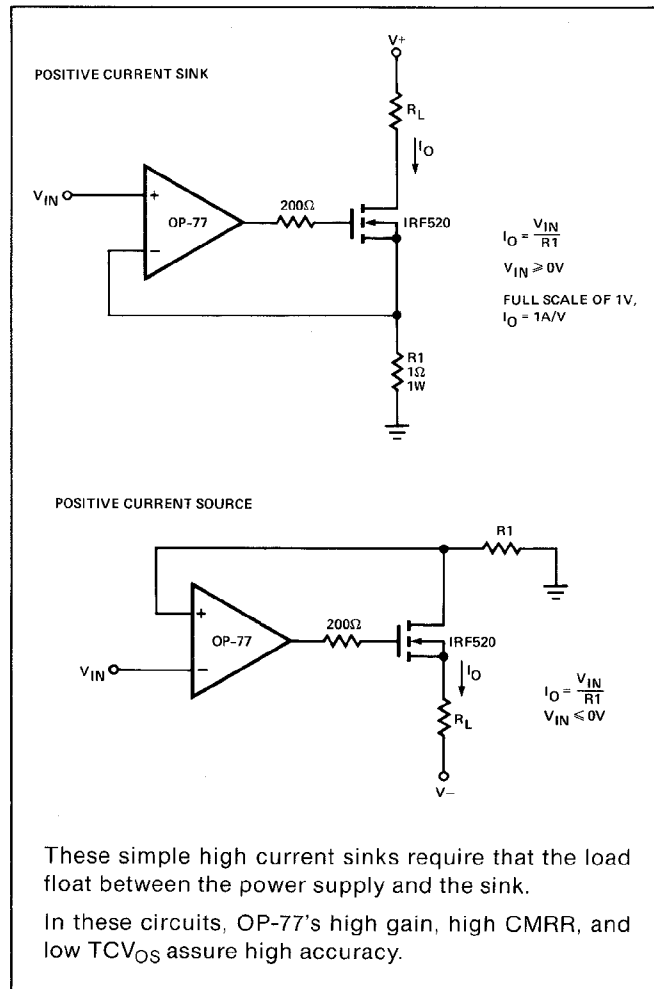 V+
POSITIVE CURRENT SINK
RL
IO
VIN
+
OP-77
−
200Ω
IRF520
IO = VIN
R1
VIN ⩾ 0V
FULL SCALE OF 1V,
IO = 1A/V
R1
1Ω
1W
POSITIVE CURRENT SOURCE
R1
+
OP-77
−
VIN
200Ω
IRF520
IO
RL
V−
IO = VIN
R1
VIN ⩽ 0V
These simple high current sinks require that the load
float between the power supply and the sink.
In these circuits, OP-77's high gain, high CMRR, and
low TCVOS assure high accuracy.